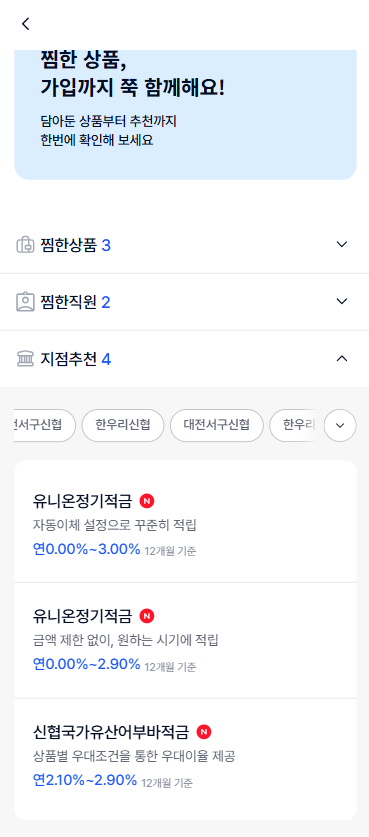 찜한 상품,
가입까지 쭉 함께해요!
담아둔 상품부터 추천까지
한번에 확인해 보세요
찜한상품 3
찜한직원 2
지점추천 4
전서구신협 한우리신협 대전서구신협 한우리
유니온정기적금 N
자동이체 설정으로 꾸준히 적립
연0.00%~3.00% 12개월 기준
유니온정기적금 N
금액 제한 없이, 원하는 시기에 적립
연0.00%~2.90% 12개월 기준
신협국가유산어부바적금 N
상품별 우대조건을 통한 우대이율 제공
연2.10%~2.90% 12개월 기준